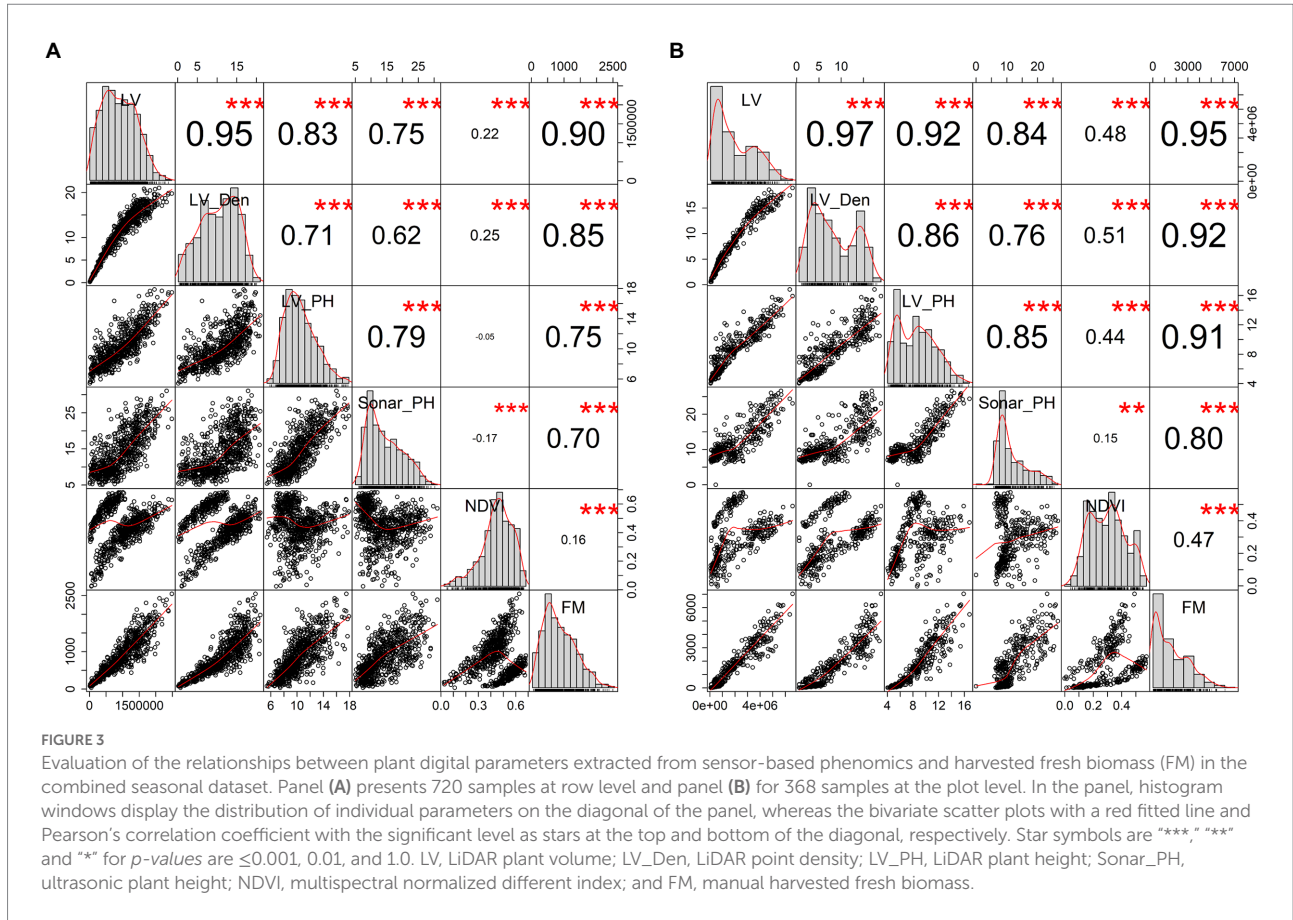 A
B
0 5 15
5 10 20 30
0 1000 2500
0 5 10
0 10 20
0 3000 7000
LV *** *** *** *** ***
0.95 0.83 0.75 0.22 0.90
0 1500000
LV *** *** *** *** ***
0.97 0.92 0.84 0.48 0.95
0e+00 4e+06
0 5 10 15 20
LV_Den *** *** *** ***
0.71 0.62 0.25 0.85
5 10 15
LV_Den *** *** *** ***
0.86 0.76 0.51 0.92
LV_PH *** ***
0.79 -0.05 0.75
6 10 14 18
LV_PH *** *** ***
0.85 0.44 0.91
4 8 12 16
5 15 25
Sonar_PH *** ***
-0.17 0.70
0 10 20
Sonar_PH ** ***
0.15 0.80
NDVI ***
0.16
0.0 0.2 0.4 0.6
NDVI ***
0.47
0.0 0.2 0.4
0 1000 2500
FM
0 3000 6000
FM
0 1500000
6 10 14 18
0.0 0.3 0.6
0e+00 4e+06
4 8 12 16
0.0 0.2 0.4
FIGURE 3
Evaluation of the relationships between plant digital parameters extracted from sensor-based phenomics and harvested fresh biomass (FM) in the
combined seasonal dataset. Panel (A) presents 720 samples at row level and panel (B) for 368 samples at the plot level. In the panel, histogram
windows display the distribution of individual parameters on the diagonal of the panel, whereas the bivariate scatter plots with a red fitted line and
Pearson's correlation coefficient with the significant level as stars at the top and bottom of the diagonal, respectively. Star symbols are "***," "**"
and "*" for p-values are ≤0.001, 0.01, and 1.0. LV, LiDAR plant volume; LV_Den, LiDAR point density; LV_PH, LiDAR plant height; Sonar_PH,
ultrasonic plant height; NDVI, multispectral normalized different index; and FM, manual harvested fresh biomass.